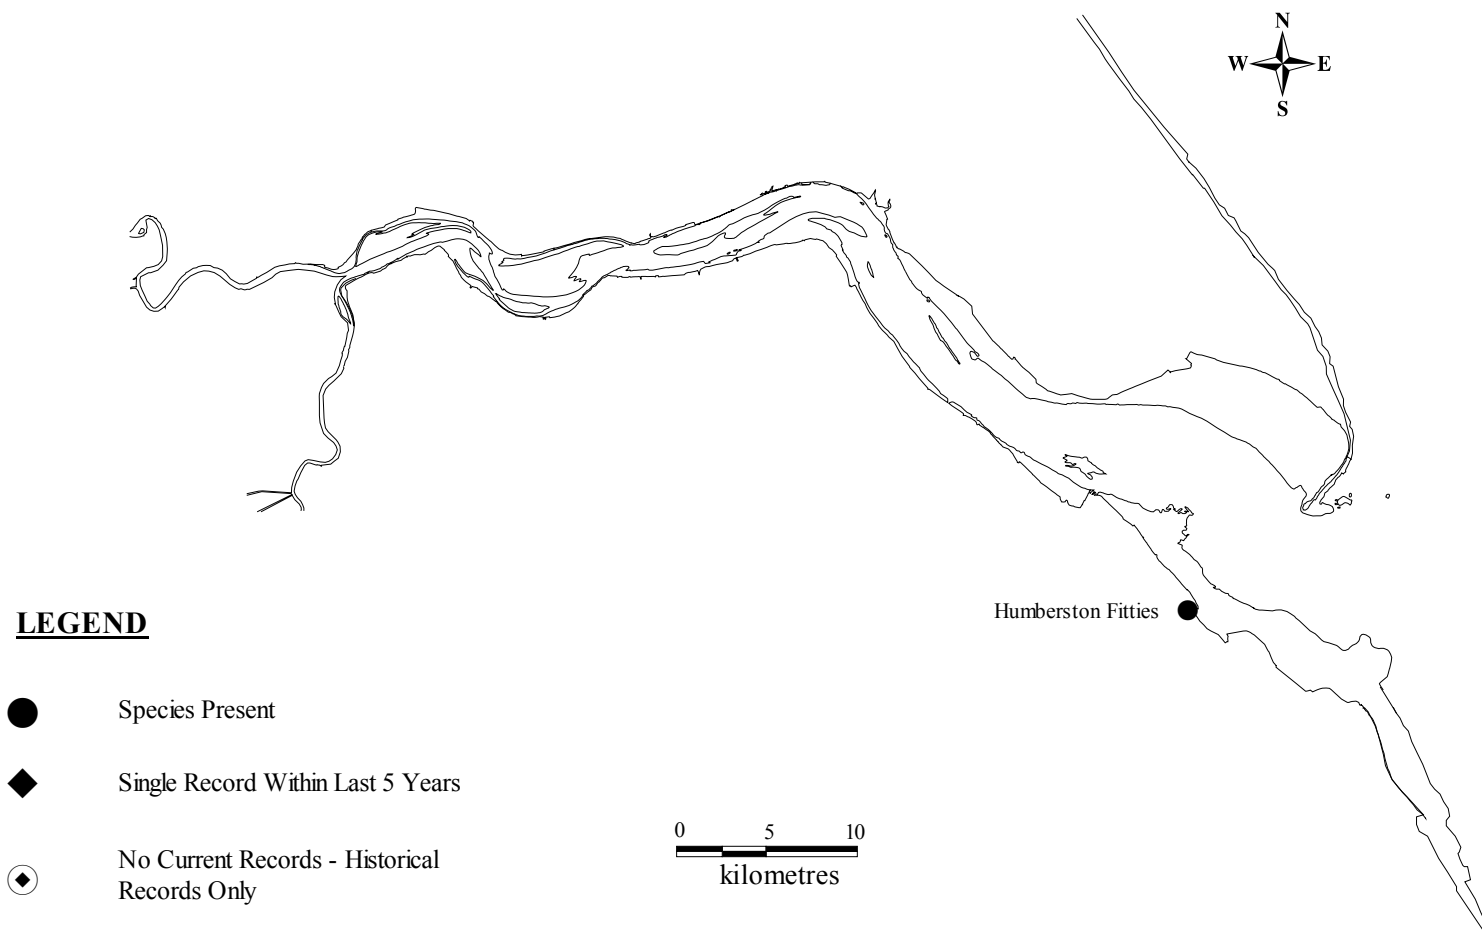 N
W E
S
Humberston Fitties
LEGEND
Species Present
Single Record Within Last 5 Years
No Current Records - Historical
Records Only
0 5 10
kilometres